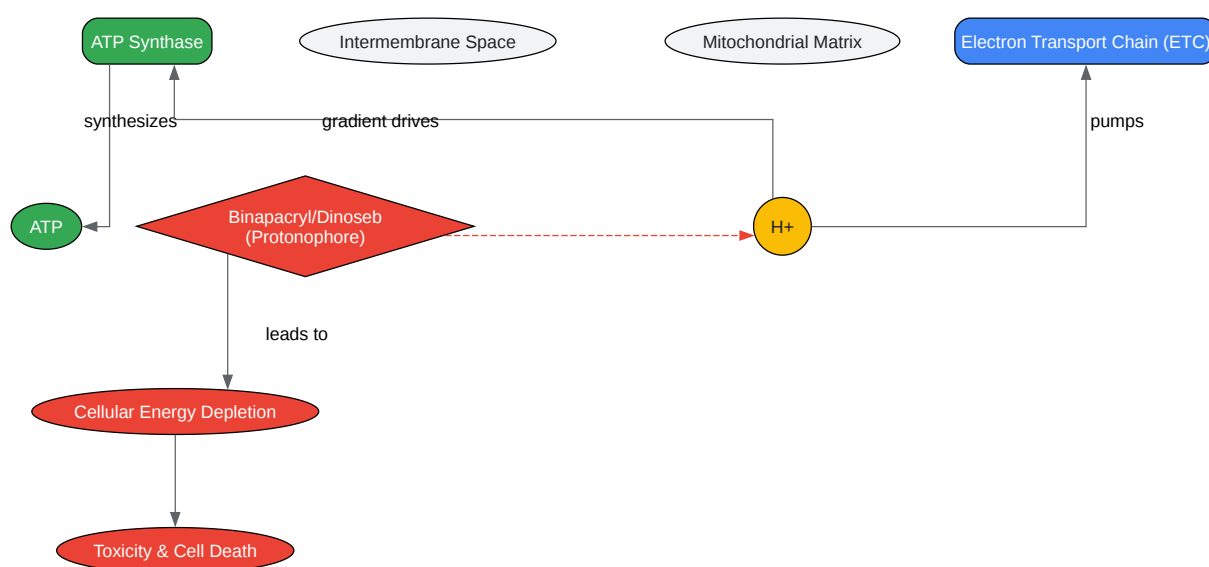 ATP Synthase
Intermembrane Space
Mitochondrial Matrix
Electron Transport Chain (ETC)
synthesizes
gradient drives
pumps
ATP
Binapacryl/Dinoseb
(Protonophore)
H+
leads to
Cellular Energy Depletion
Toxicity & Cell Death